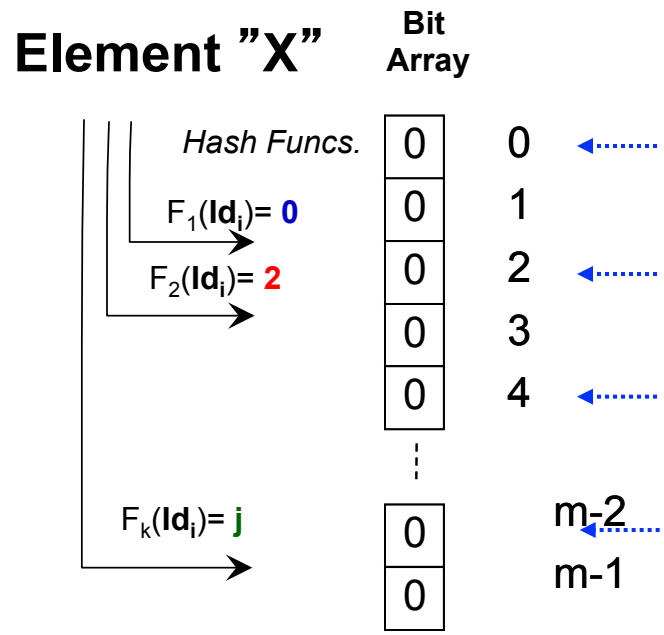 Element ”X”
Bit
Array
Hash Funcs.
0 0
F1(Idi)= 0
0 1
F2(Idi)= 2
0 2
0 3
0 4
Fk(Idi)= j
0 m-2
0 m-1